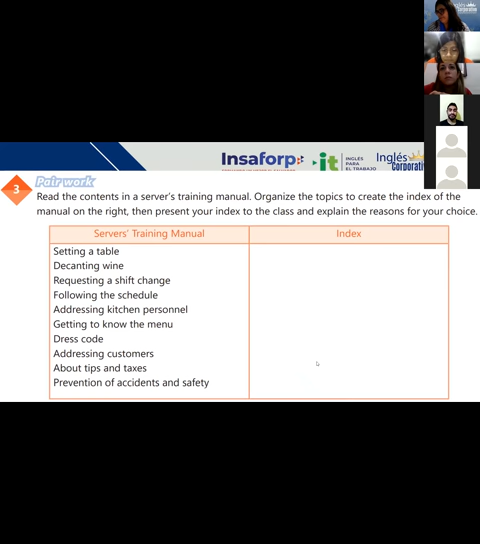 Inglés
Corporativo
Insaforp
it
INGLÉS
PARA
EL TRABAJO
Inglés
Corporativo
3
Pair work
Read the contents in a server's training manual. Organize the topics to create the index of the
manual on the right, then present your index to the class and explain the reasons for your choice.
Servers' Training Manual
Index
Setting a table
Decanting wine
Requesting a shift change
Following the schedule
Addressing kitchen personnel
Getting to know the menu
Dress code
Addressing customers
About tips and taxes
Prevention of accidents and safety